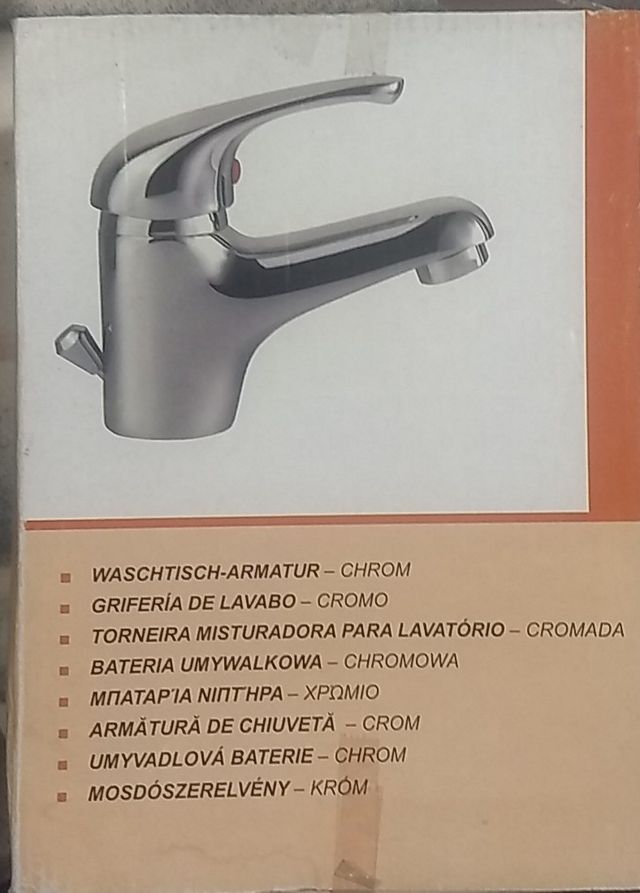 WASCHTISCH-ARMATUR – CHROM
GRIFERÍA DE LAVABO – CROMO
TORNEIRA MISTURADORA PARA LAVATÓRIO – CROMADA
BATERIA UMYWALKOWA – CHROMOWA
ΜΠΑΤΑΡΊΑ ΝΙΠΤΉΡΑ – ΧΡΩΜΙΟ
ARMĂTURĂ DE CHIUVETĂ – CROM
UMYVADLOVÁ BATERIE – CHROM
MOSDÓSZERELVÉNY – KRÓM